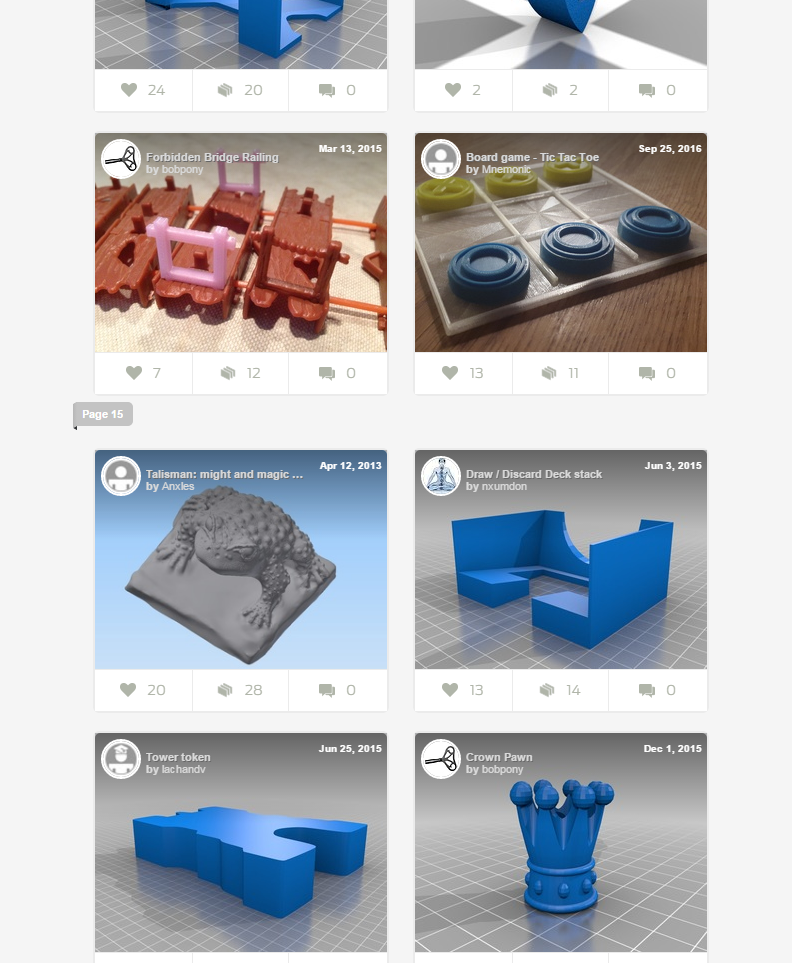 24 20 0
2 2 0
Forbidden Bridge Railing
by bobpony
Mar 13, 2015
Board game - Tic Tac Toe
by Mnemonic
Sep 25, 2016
7 12 0
13 11 0
Page 15
Talisman: might and magic ...
by Anxles
Apr 12, 2013
Draw / Discard Deck stack
by nxumdon
Jun 3, 2015
20 28 0
13 14 0
Tower token
by lachandv
Jun 25, 2015
Crown Pawn
by bobpony
Dec 1, 2015